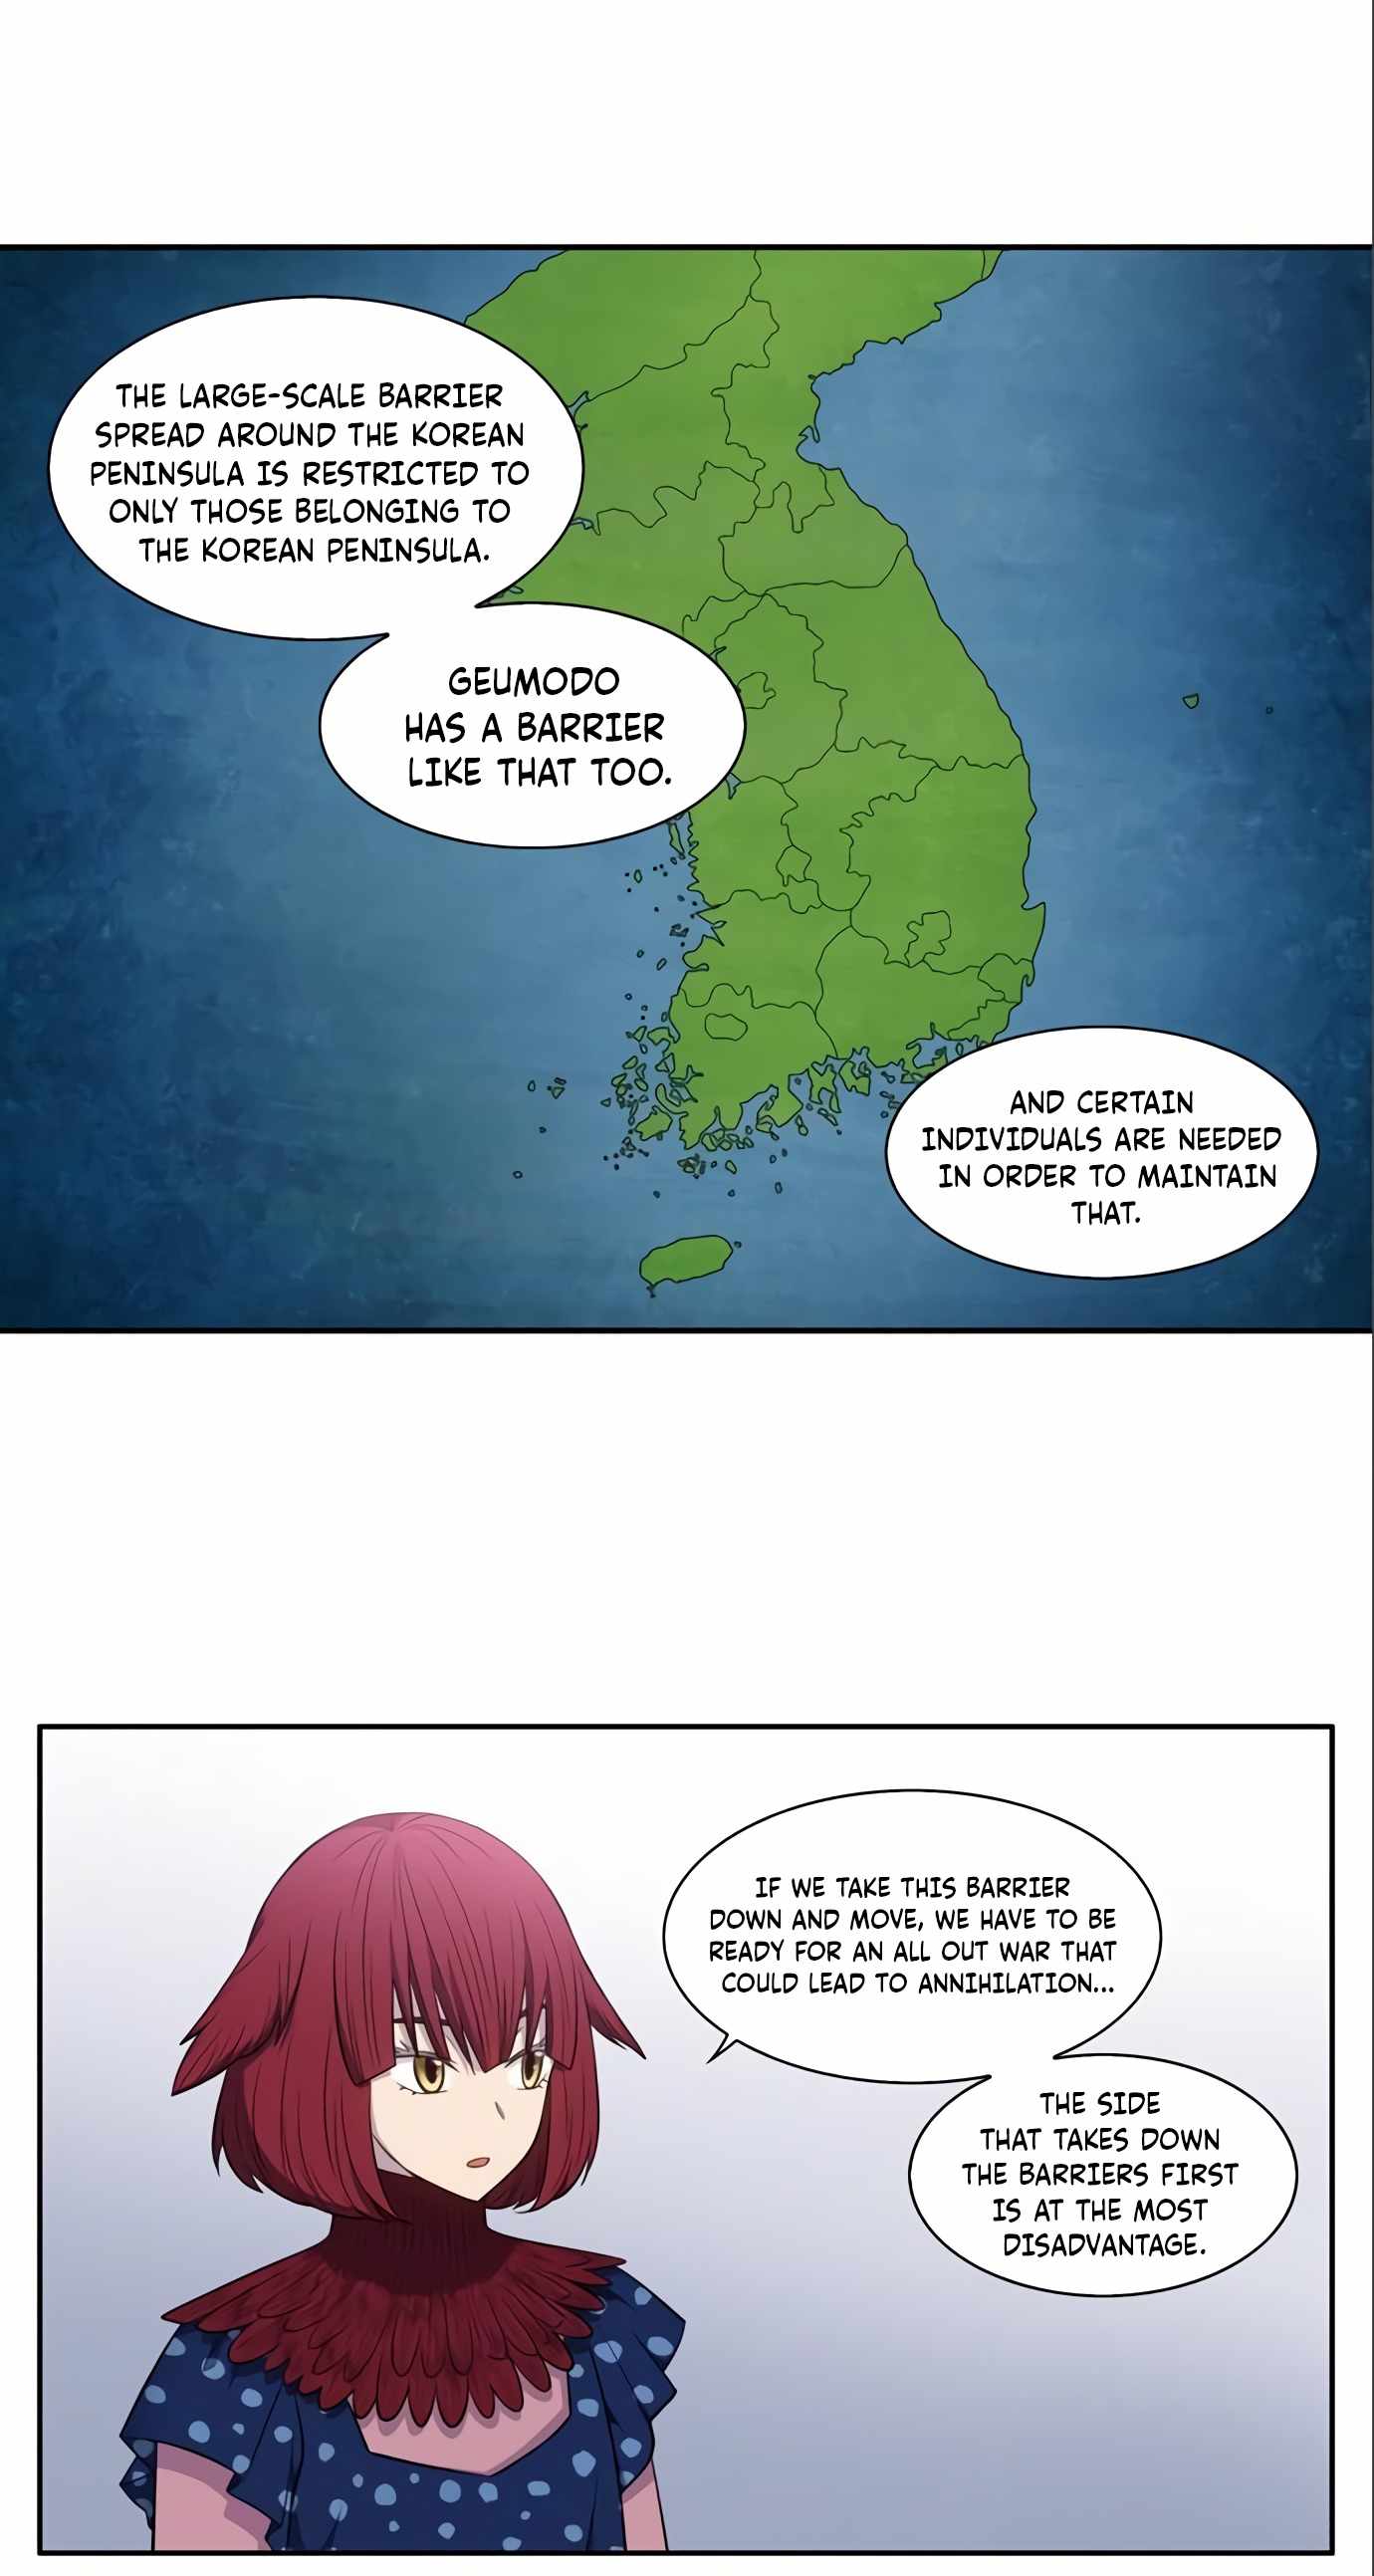 THE LARGE-SCALE BARRIER
SPREAD AROUND THE KOREAN
PENINSULA IS RESTRICTED TO
ONLY THOSE BELONGING TO
THE KOREAN PENINSULA.
GEUMODO
HAS A BARRIER
LIKE THAT TOO.
AND CERTAIN
INDIVIDUALS ARE NEEDED
IN ORDER TO MAINTAIN
THAT.
IF WE TAKE THIS BARRIER
DOWN AND MOVE, WE HAVE TO BE
READY FOR AN ALL OUT WAR THAT
COULD LEAD TO ANNIHILATION...
THE SIDE
THAT TAKES DOWN
THE BARRIERS FIRST
IS AT THE MOST
DISADVANTAGE.